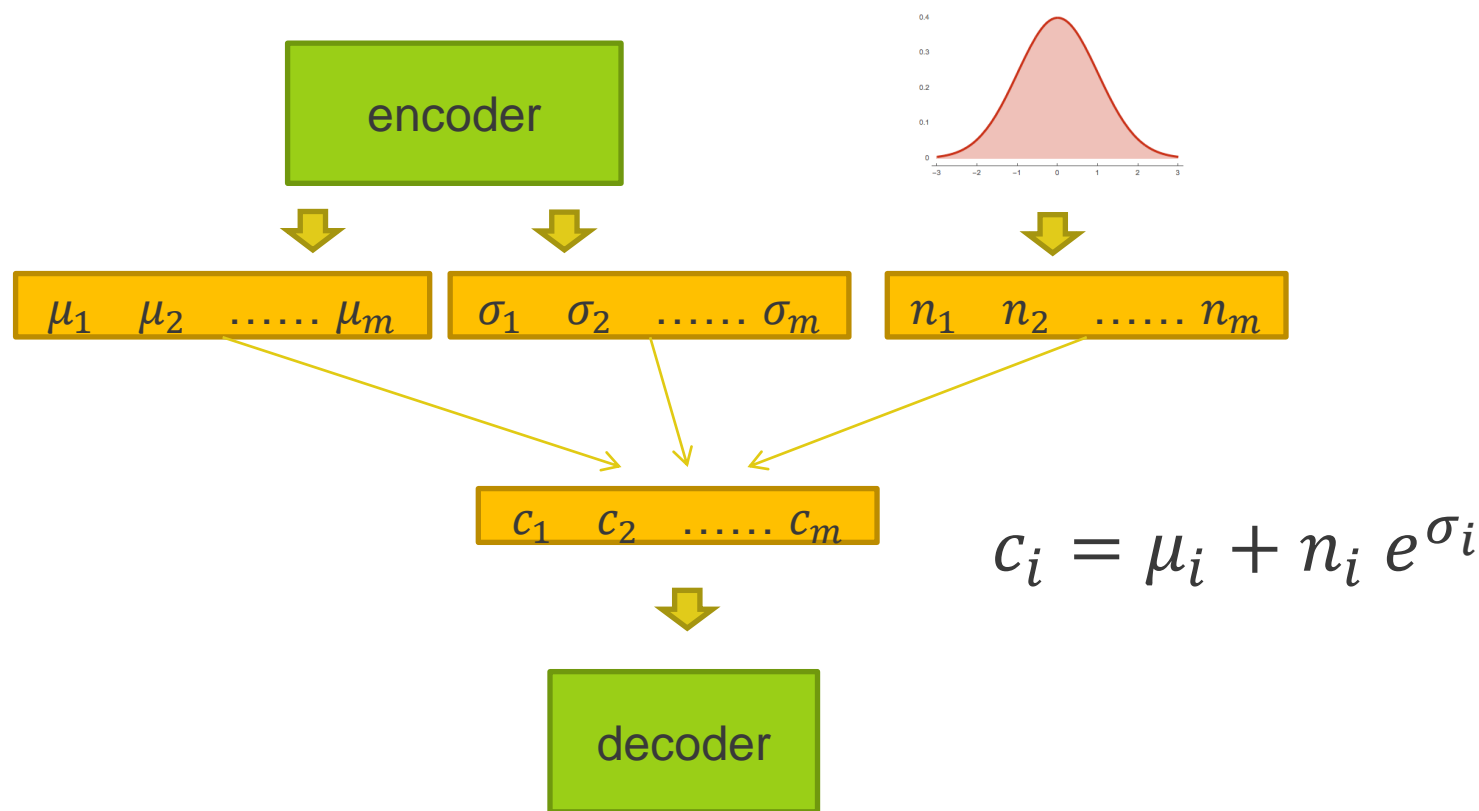 encoder
0.4
0.3
0.2
0.1
0
−3 −2 −1 0 1 2 3
μ₁ μ₂ …… μₘ
σ₁ σ₂ …… σₘ
n₁ n₂ …… nₘ
c₁ c₂ …… cₘ
cᵢ = μᵢ + nᵢ e^{σᵢ}
decoder